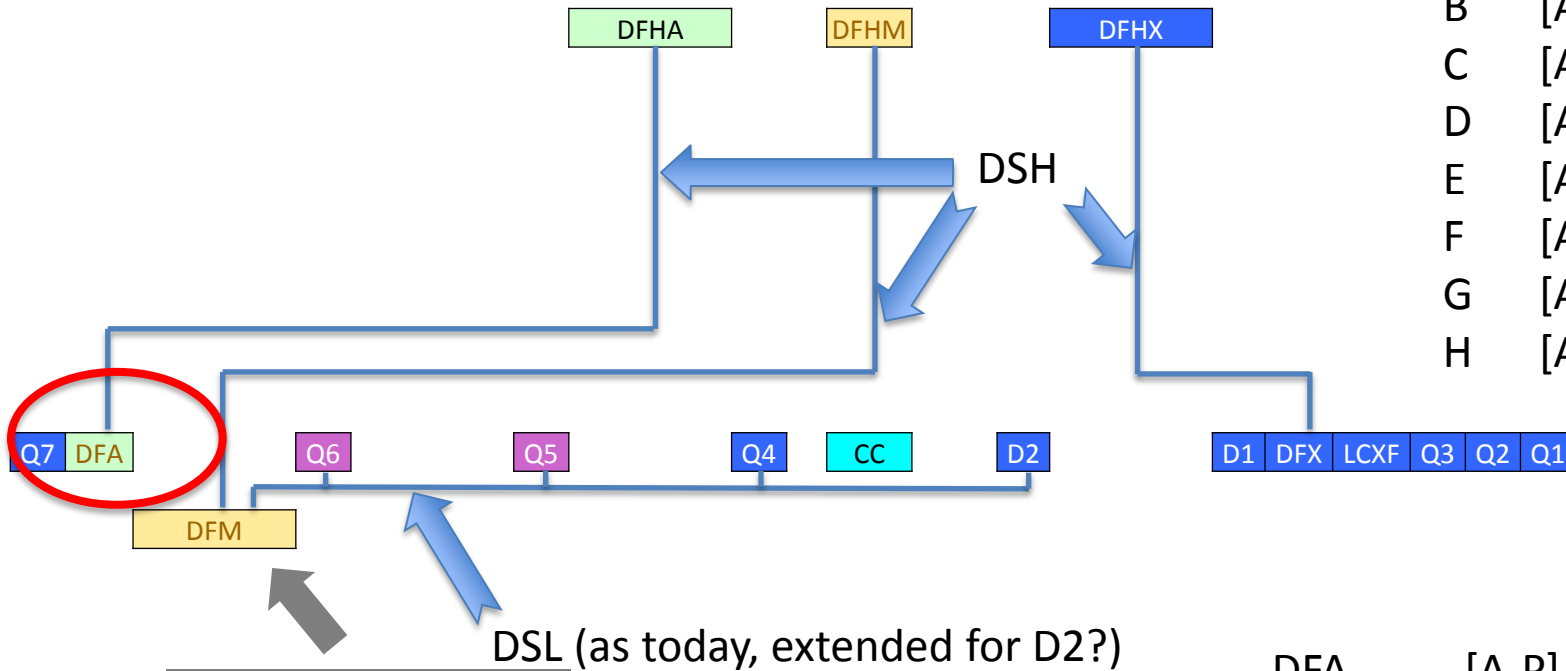 DFHA DFHM DFHX
B [A
C [A
D [A
DSH
E [A
F [A
G [A
H [A
Q7 DFA Q6 Q5 Q4 CC D2 D1 DFX LCXF Q3 Q2 Q1
DFM
DSL (as today, extended for D2?)
DFA [A-P]